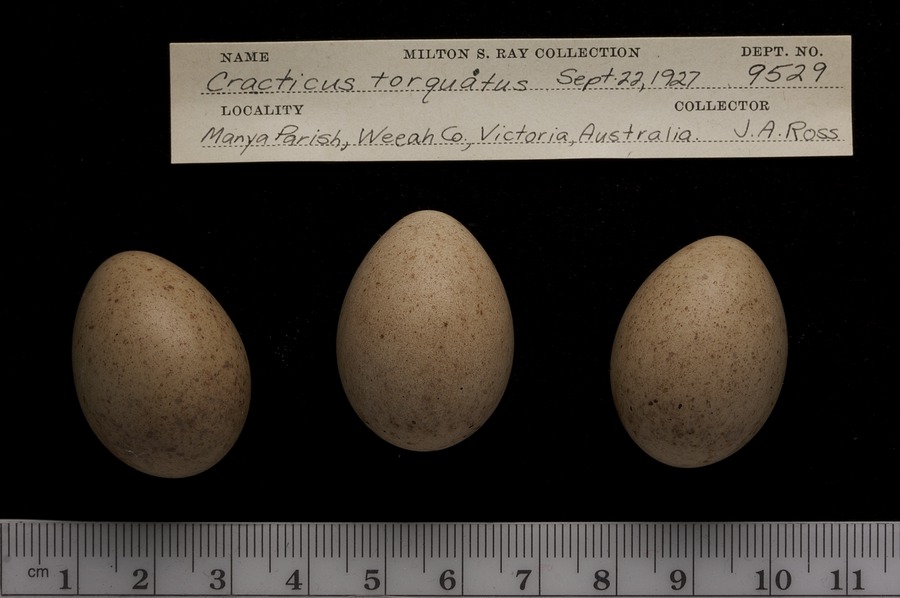 NAME MILTON S. RAY COLLECTION DEPT. NO.
Cracticus torquatus Sept. 22, 1927 9529
LOCALITY COLLECTOR
Manya Parish, Weeah Co., Victoria, Australia. J.A. Ross
cm 1 2 3 4 5 6 7 8 9 10 11